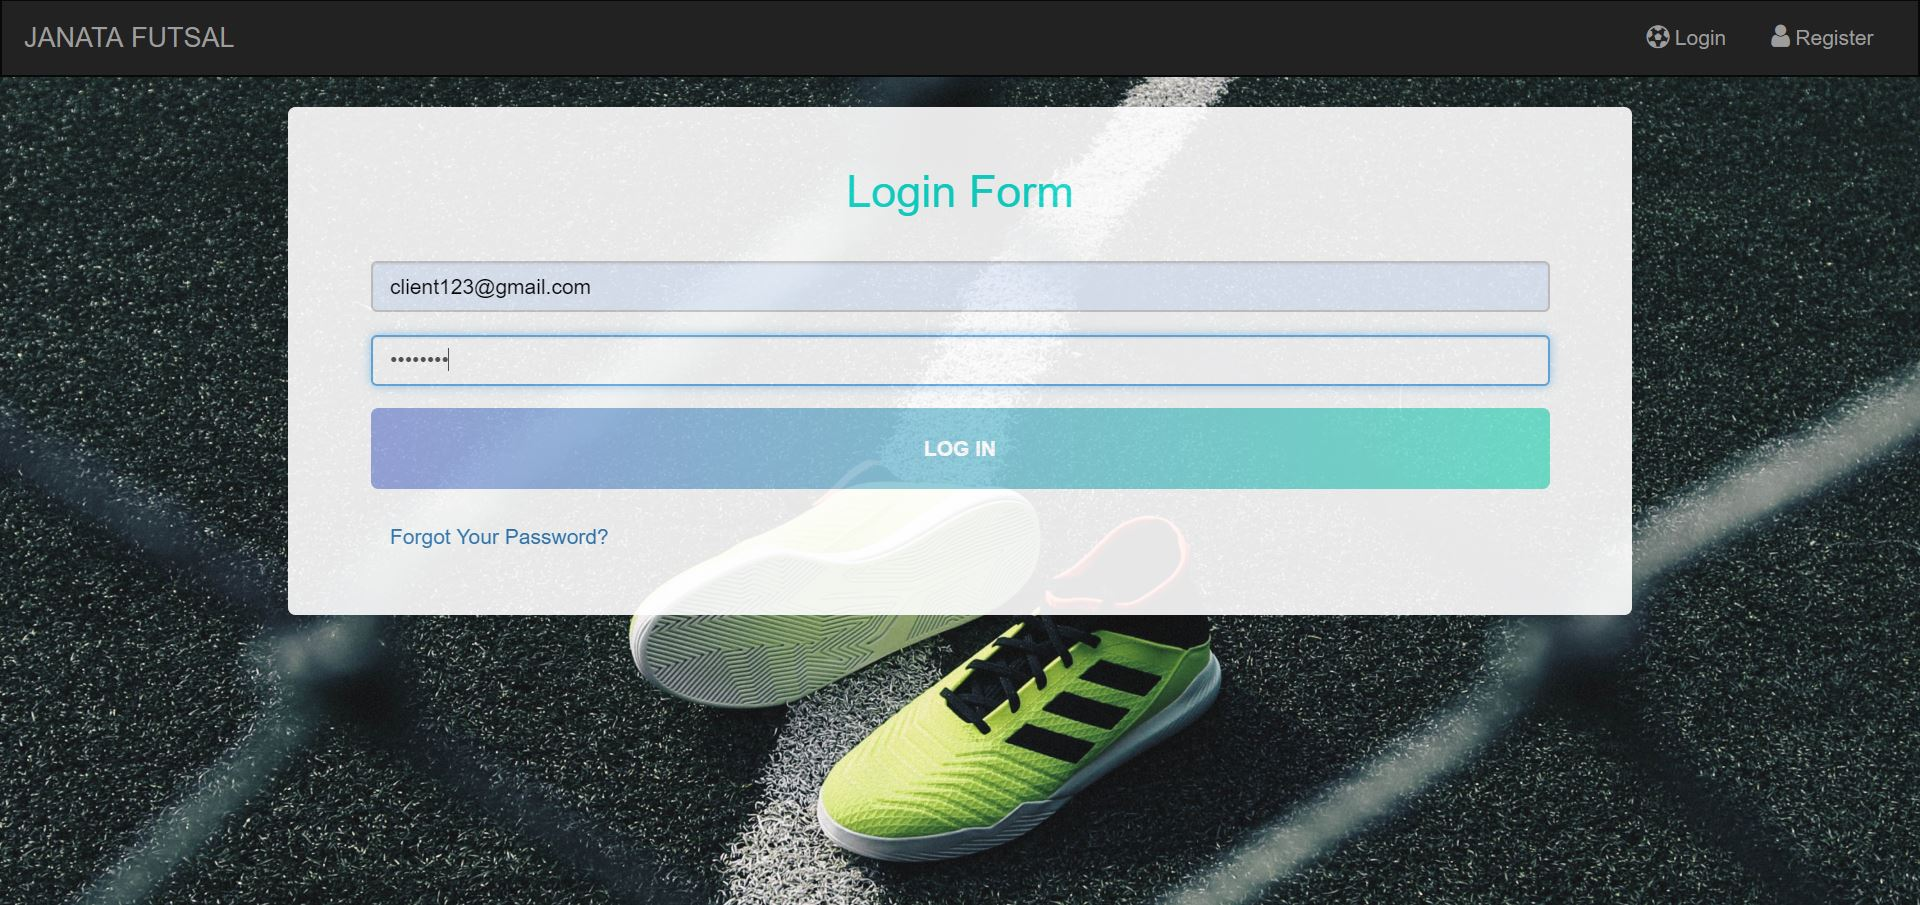 JANATA FUTSAL
Login
Register
Login Form
client123@gmail.com
••••••••
LOG IN
Forgot Your Password?